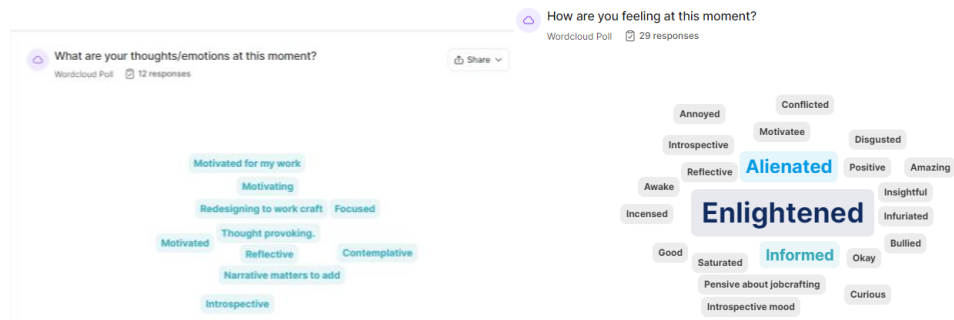 What are your thoughts/emotions at this moment?
Wordcloud Poll 12 responses
Share
Motivated for my work
Motivating
Redesigning to work craft Focused
Thought provoking.
Motivated
Reflective Contemplative
Narrative matters to add
Introspective
How are you feeling at this moment?
Wordcloud Poll 29 responses
Conflicted
Annoyed
Motivatee
Disgusted
Introspective
Alienated Positive Amazing
Reflective
Awake
Insightful
Enlightened
Incensed Infuriated
Bullied
Good Informed Okay
Saturated
Pensive about jobcrafting
Curious
Introspective mood